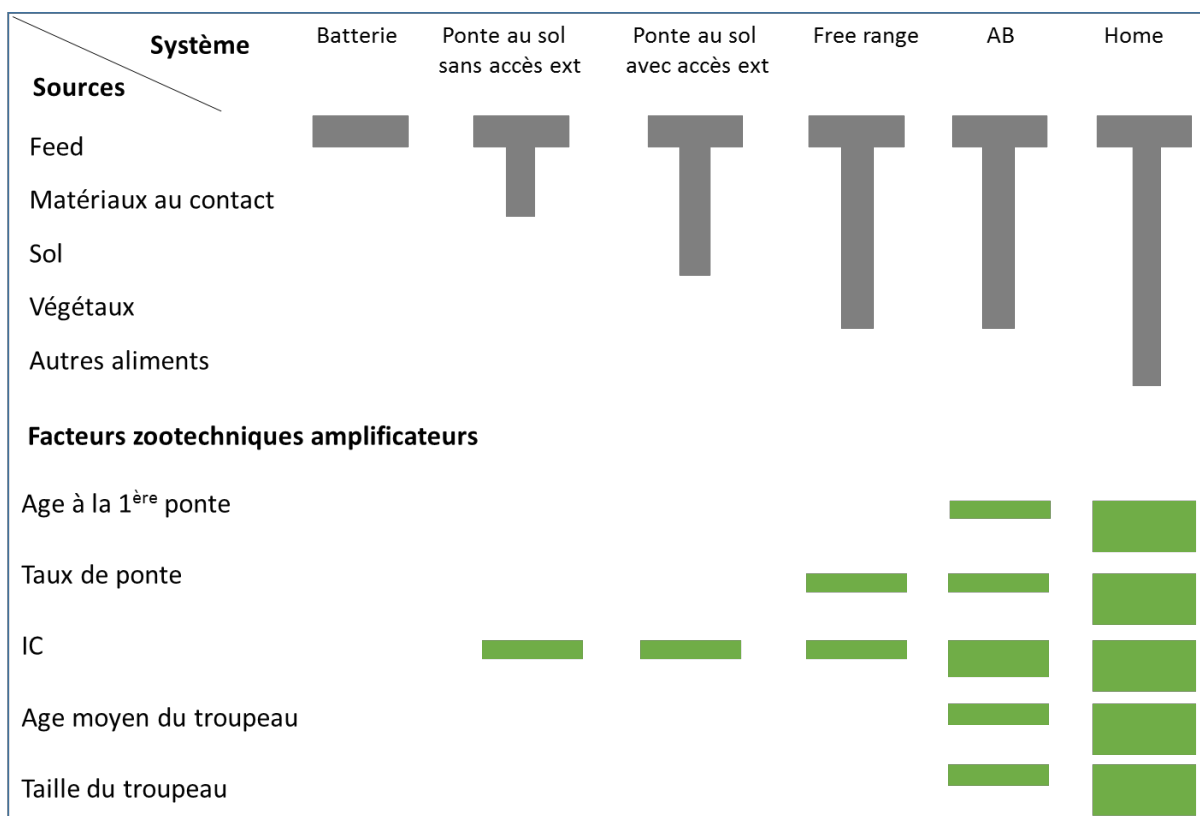 Système
Batterie
Ponte au sol
sans accès ext
Ponte au sol
avec accès ext
Free range
AB
Home
Sources
Feed
Matériaux au contact
Sol
Végétaux
Autres aliments
Facteurs zootechniques amplificateurs
Age à la 1ère ponte
Taux de ponte
IC
Age moyen du troupeau
Taille du troupeau